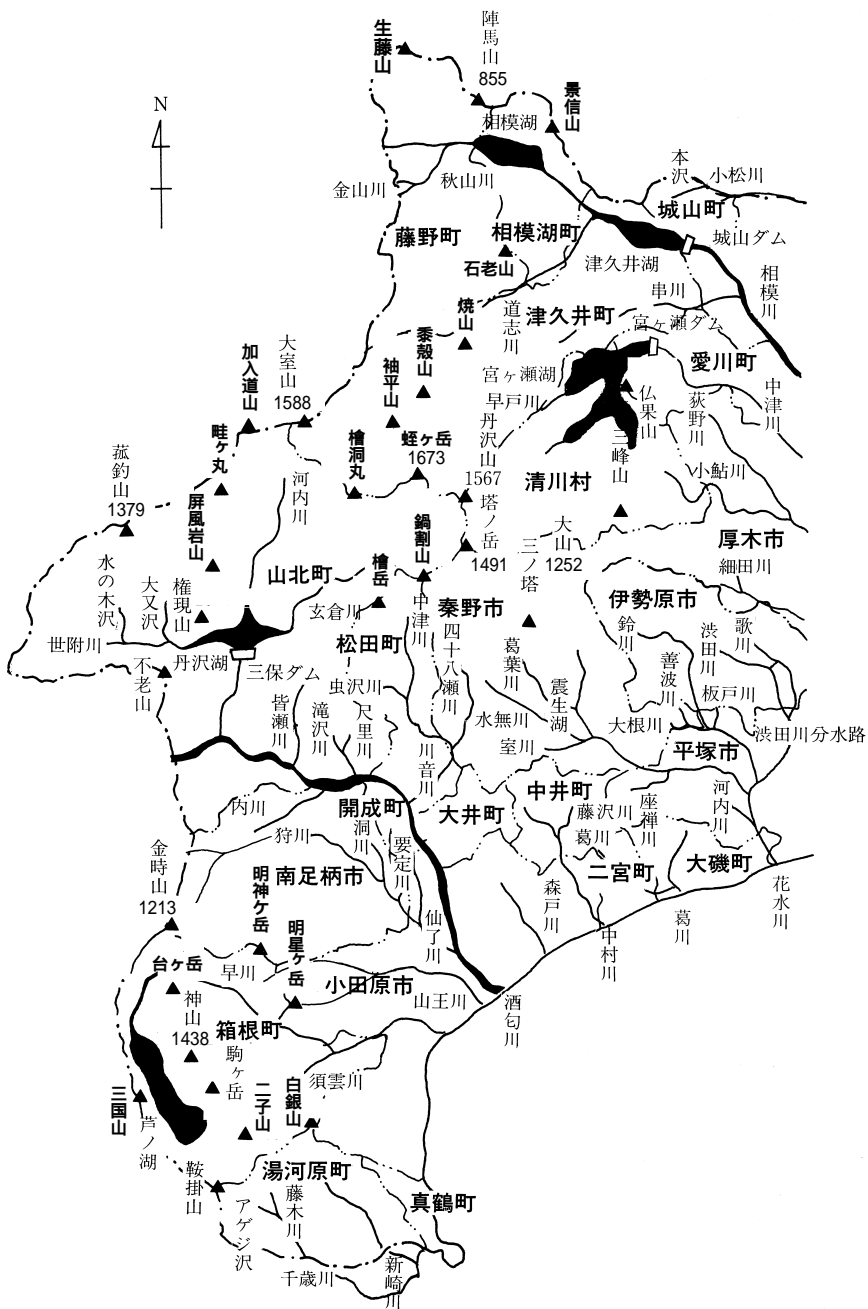 生藤山
陣馬山
855
景信山
N
相模湖
本沢
小松川
金山川
秋山川
城山町
藤野町
相模湖町
城山ダム
石老山
津久井湖
相模川
串川
焼山
道志川
津久井町
宮ヶ瀬ダム
大室山
1588
加入道山
黍殻山
袖平山
宮ヶ瀬湖
愛川町
早戸川
仏果山
荻野川
中津川
畦ヶ丸
檜洞丸
蛭ヶ岳
1673
丹沢山
1567
三峰山
菰釣山
1379
河内川
清川村
小鮎川
屏風岩山
鍋割山
塔ノ岳
1491
大山
1252
三ノ塔
厚木市
細田川
水の木沢
大又沢
権現山
山北町
檜岳
玄倉川
中津川
秦野市
伊勢原市
世附川
丹沢湖
三保ダム
松田町
四十八瀬川
葛葉川
鈴川
渋田川
歌川
不老山
虫沢川
善波川
板戸川
皆瀬川
滝沢川
尺里川
水無川
震生湖
大根川
渋田川分水路
室川
平塚市
川音川
内川
開成町
大井町
中井町
藤沢川
座禅川
河内川
狩川
洞川
要定川
葛川
二宮町
大磯町
金時山
1213
南足柄市
明神ケ岳
森戸川
花水川
明星ヶ岳
仙了川
中村川
葛川
台ヶ岳
早川
小田原市
山王川
酒匂川
神山
1438
箱根町
駒ヶ岳
須雲川
三国山
二子山
白銀山
芦ノ湖
鞍掛山
湯河原町
アゲジ沢
藤木川
真鶴町
千歳川
新崎川